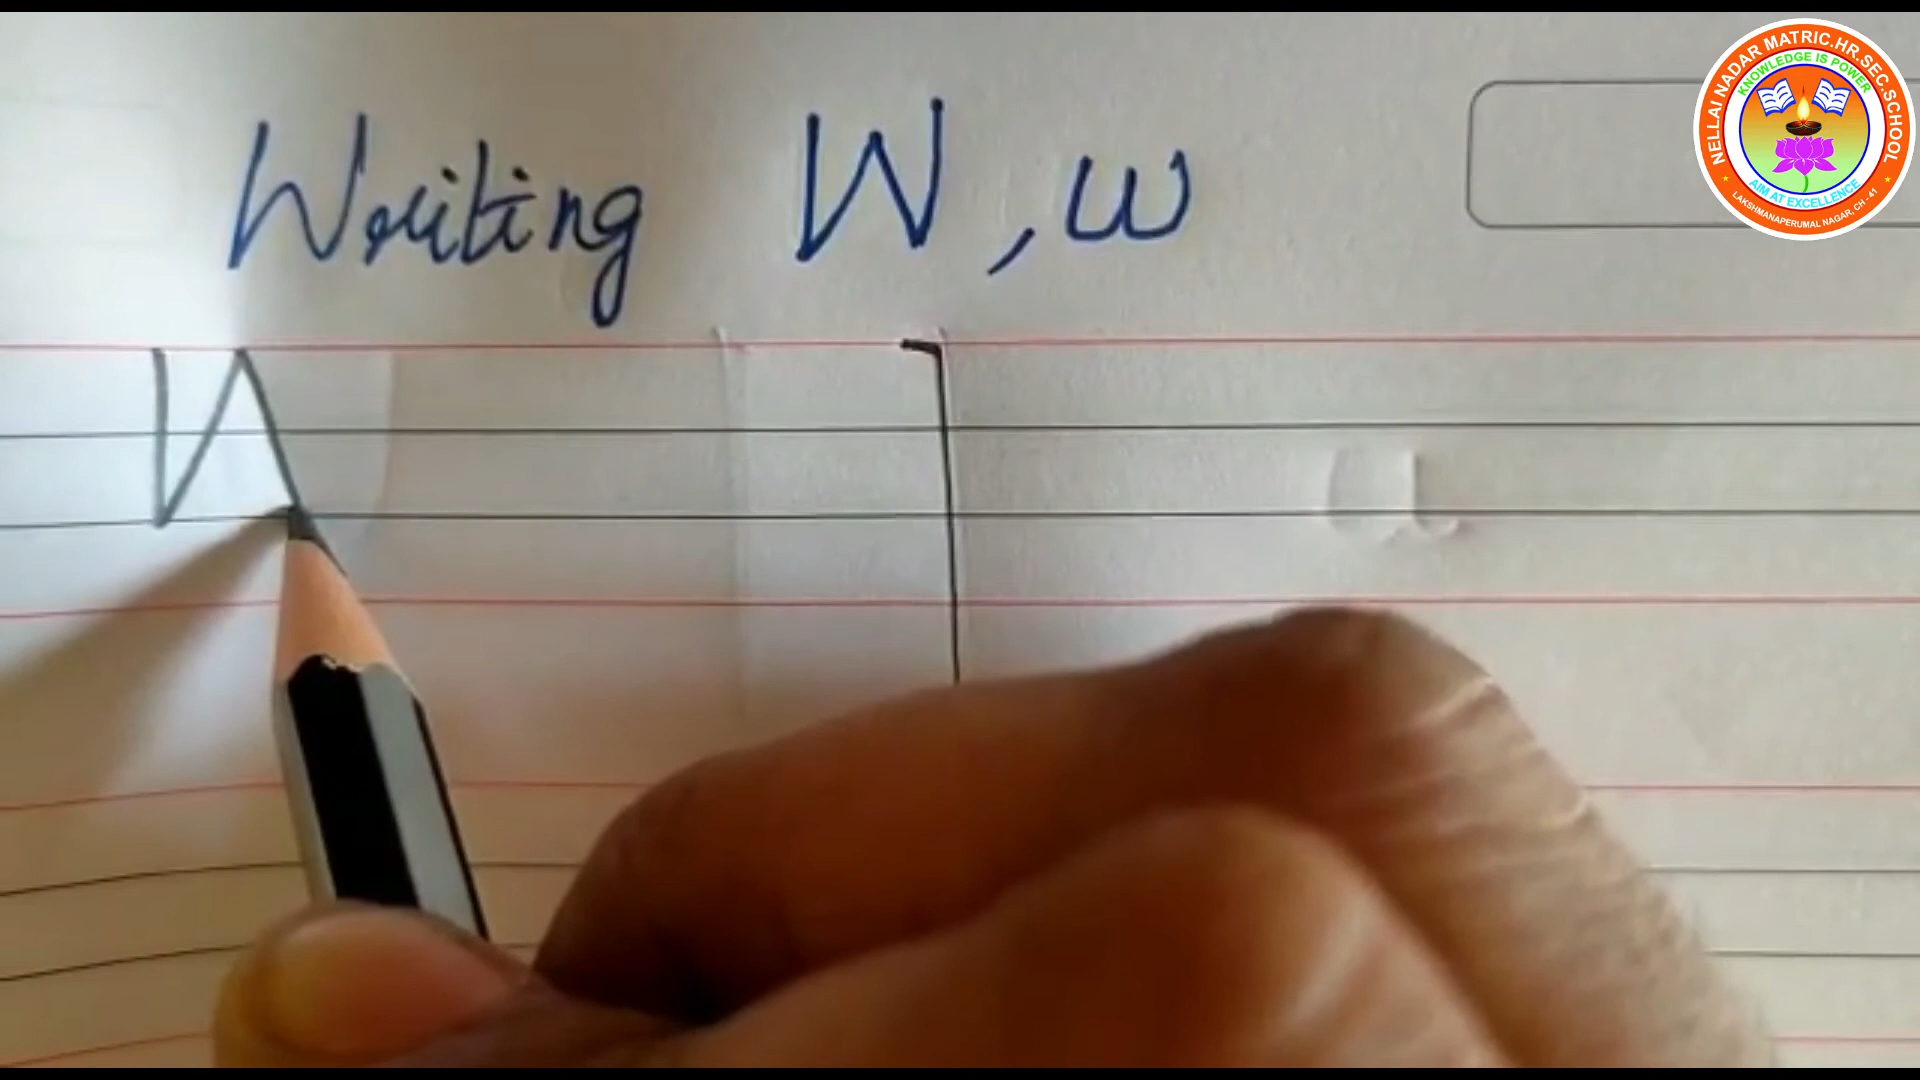 Writing W, w
NELLAI NADAR MATRIC.HR.SEC.SCHOOL
KNOWLEDGE IS POWER
AIM AT EXCELLENCE
LAKSHMANAPERUMAL NAGAR, CH - 41